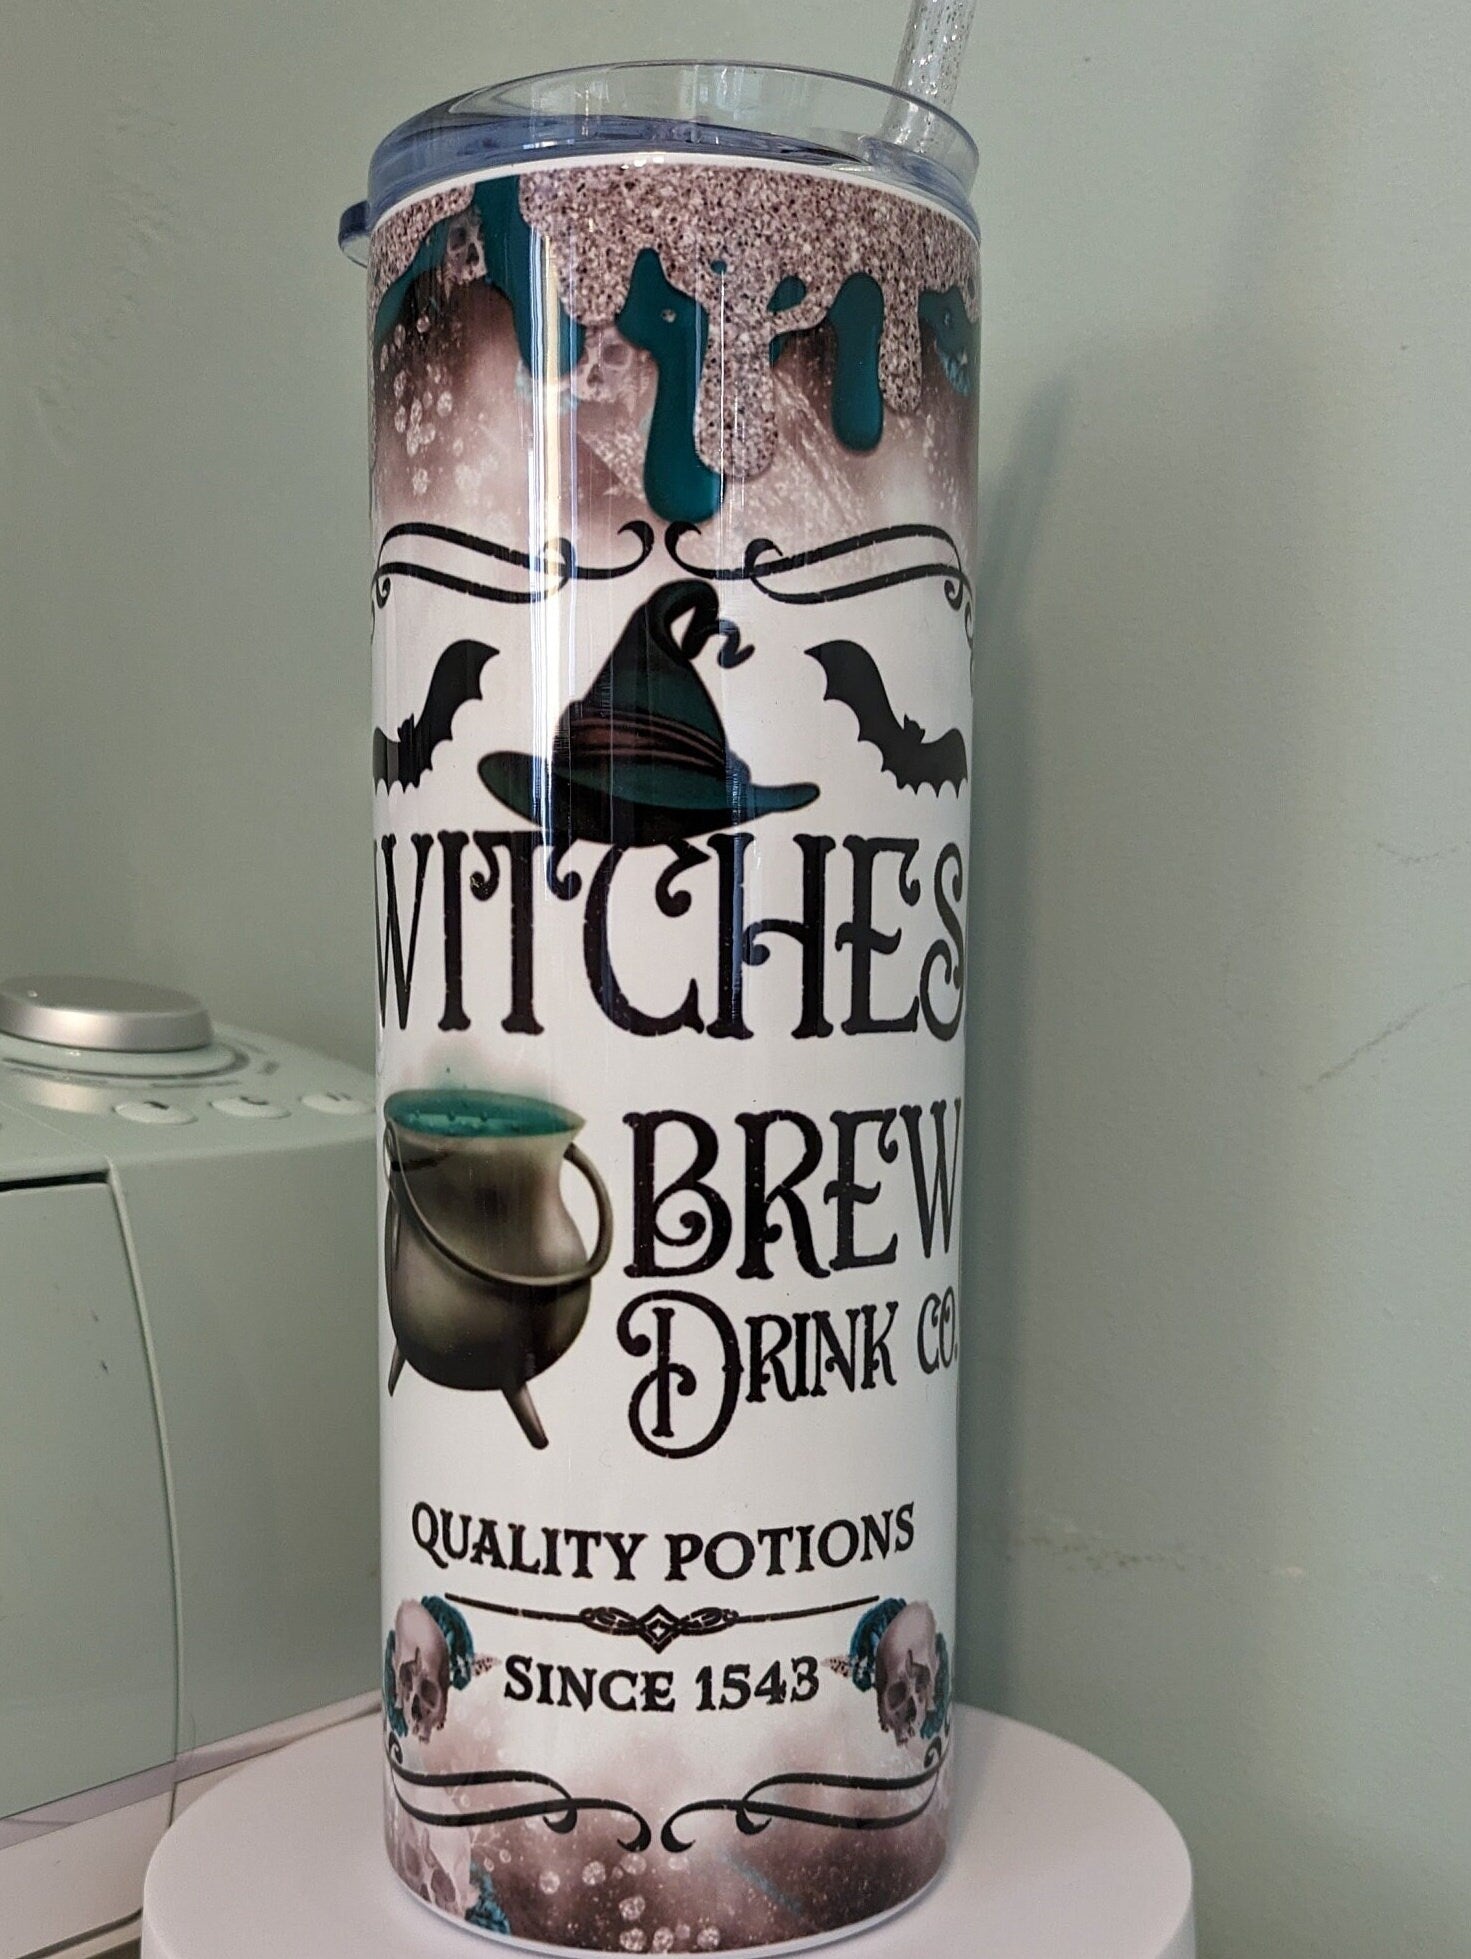 WITCHES
BREW
DRINK CO.
QUALITY POTIONS
SINCE 1543